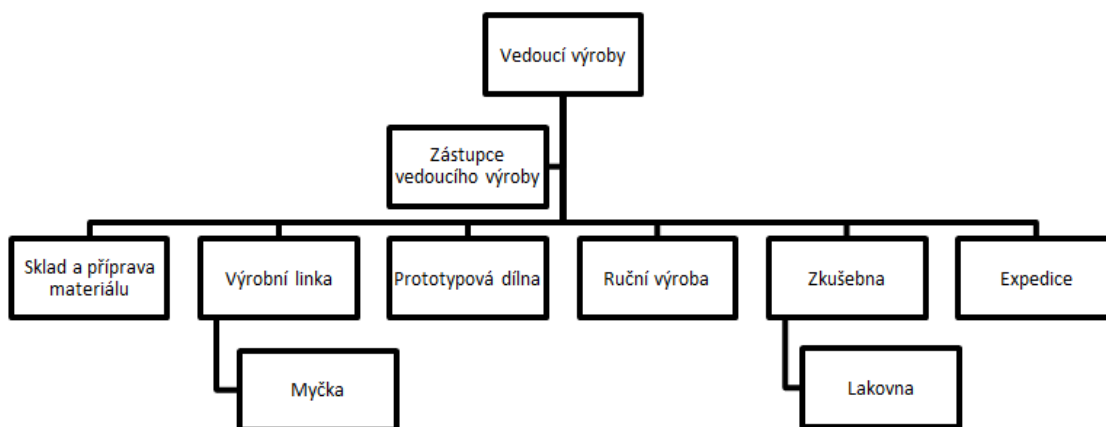 Vedoucí výroby
Zástupce
vedoucího výroby
Sklad a příprava
materiálu
Výrobní linka
Prototypová dílna
Ruční výroba
Zkušebna
Expedice
Myčka
Lakovna